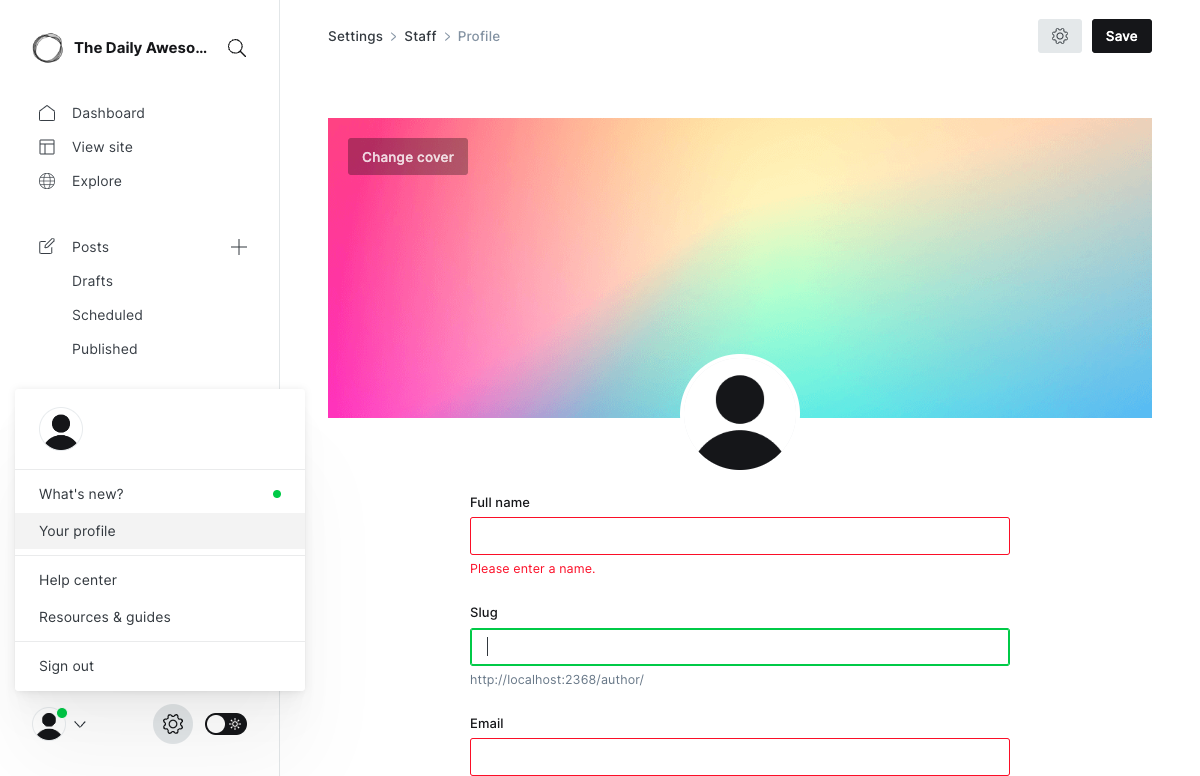 The Daily Aweso...
Dashboard
View site
Explore
Posts
Drafts
Scheduled
Published
What's new?
Your profile
Help center
Resources & guides
Sign out
Settings > Staff > Profile
Save
Change cover
Full name
Please enter a name.
Slug
http://localhost:2368/author/
Email